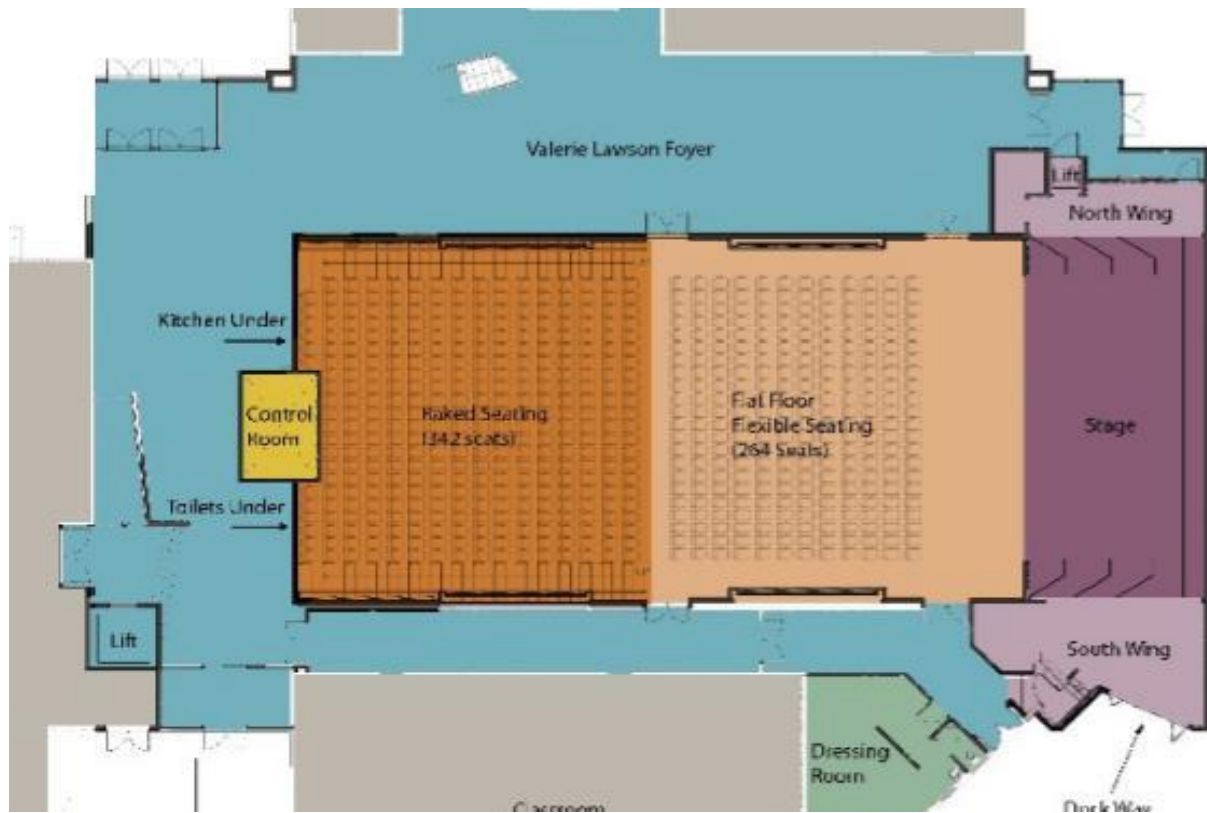 Valerie Lawson Foyer
Lift
North Wing
Kitchen Under
Control
Room
Raked Seating
(342 seats)
Flat Floor
Flexible Seating
(264 Seats)
Stage
Toilets Under
Lift
South Wing
Dressing
Room
Classroom
Dock Way